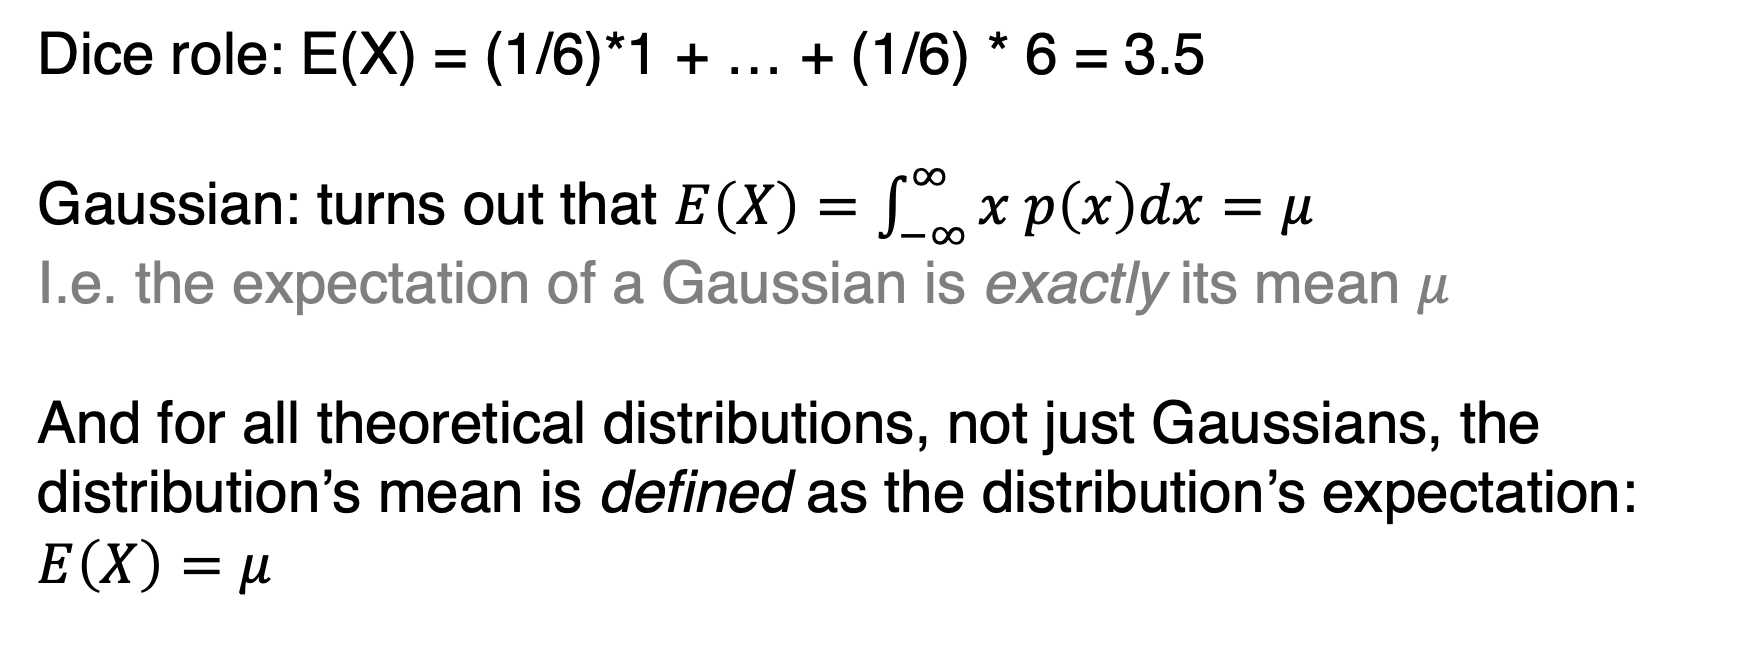 Dice role: E(X) = (1/6)*1 + … + (1/6) * 6 = 3.5
Gaussian: turns out that E(X) = ∫_{−∞}^{∞} x p(x)dx = μ
I.e. the expectation of a Gaussian is exactly its mean μ
And for all theoretical distributions, not just Gaussians, the
distribution’s mean is defined as the distribution’s expectation:
E(X) = μ